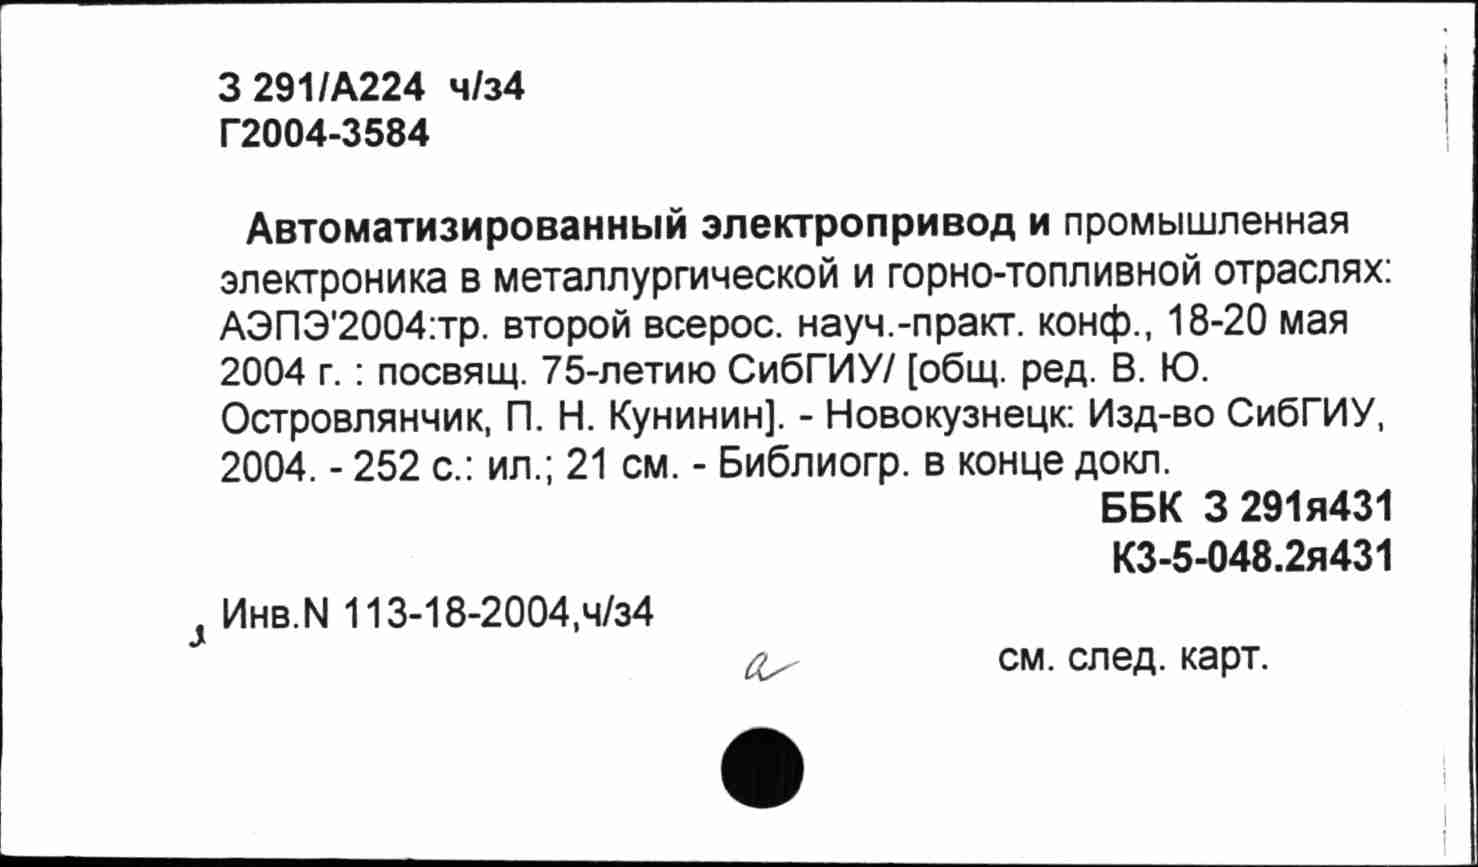 З 291/А224 ч/з4
Г2004-3584
Автоматизированный электропривод и промышленная
электроника в металлургической и горно-топливной отраслях:
АЭПЭ'2004:тр. второй всерос. науч.-практ. конф., 18-20 мая
2004 г. : посвящ. 75-летию СибГИУ/ [общ. ред. В. Ю.
Островлянчик, П. Н. Кунинин]. - Новокузнецк: Изд-во СибГИУ,
2004. - 252 с.: ил.; 21 см. - Библиогр. в конце докл.
ББК З 291я431
К3-5-048.2я431
Инв.N 113-18-2004,ч/з4
а
см. след. карт.